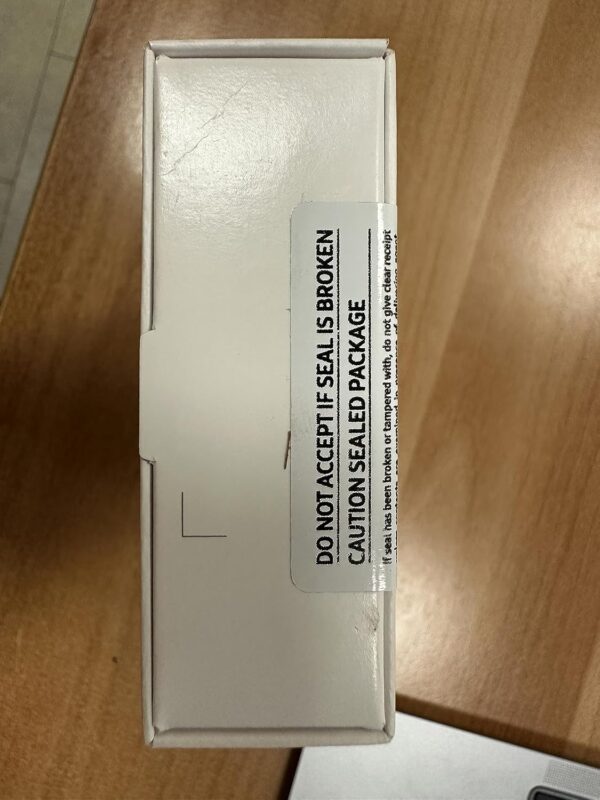 DO NOT ACCEPT IF SEAL IS BROKEN
CAUTION SEALED PACKAGE
If seal has been broken or tampered with, do not give clear receipt